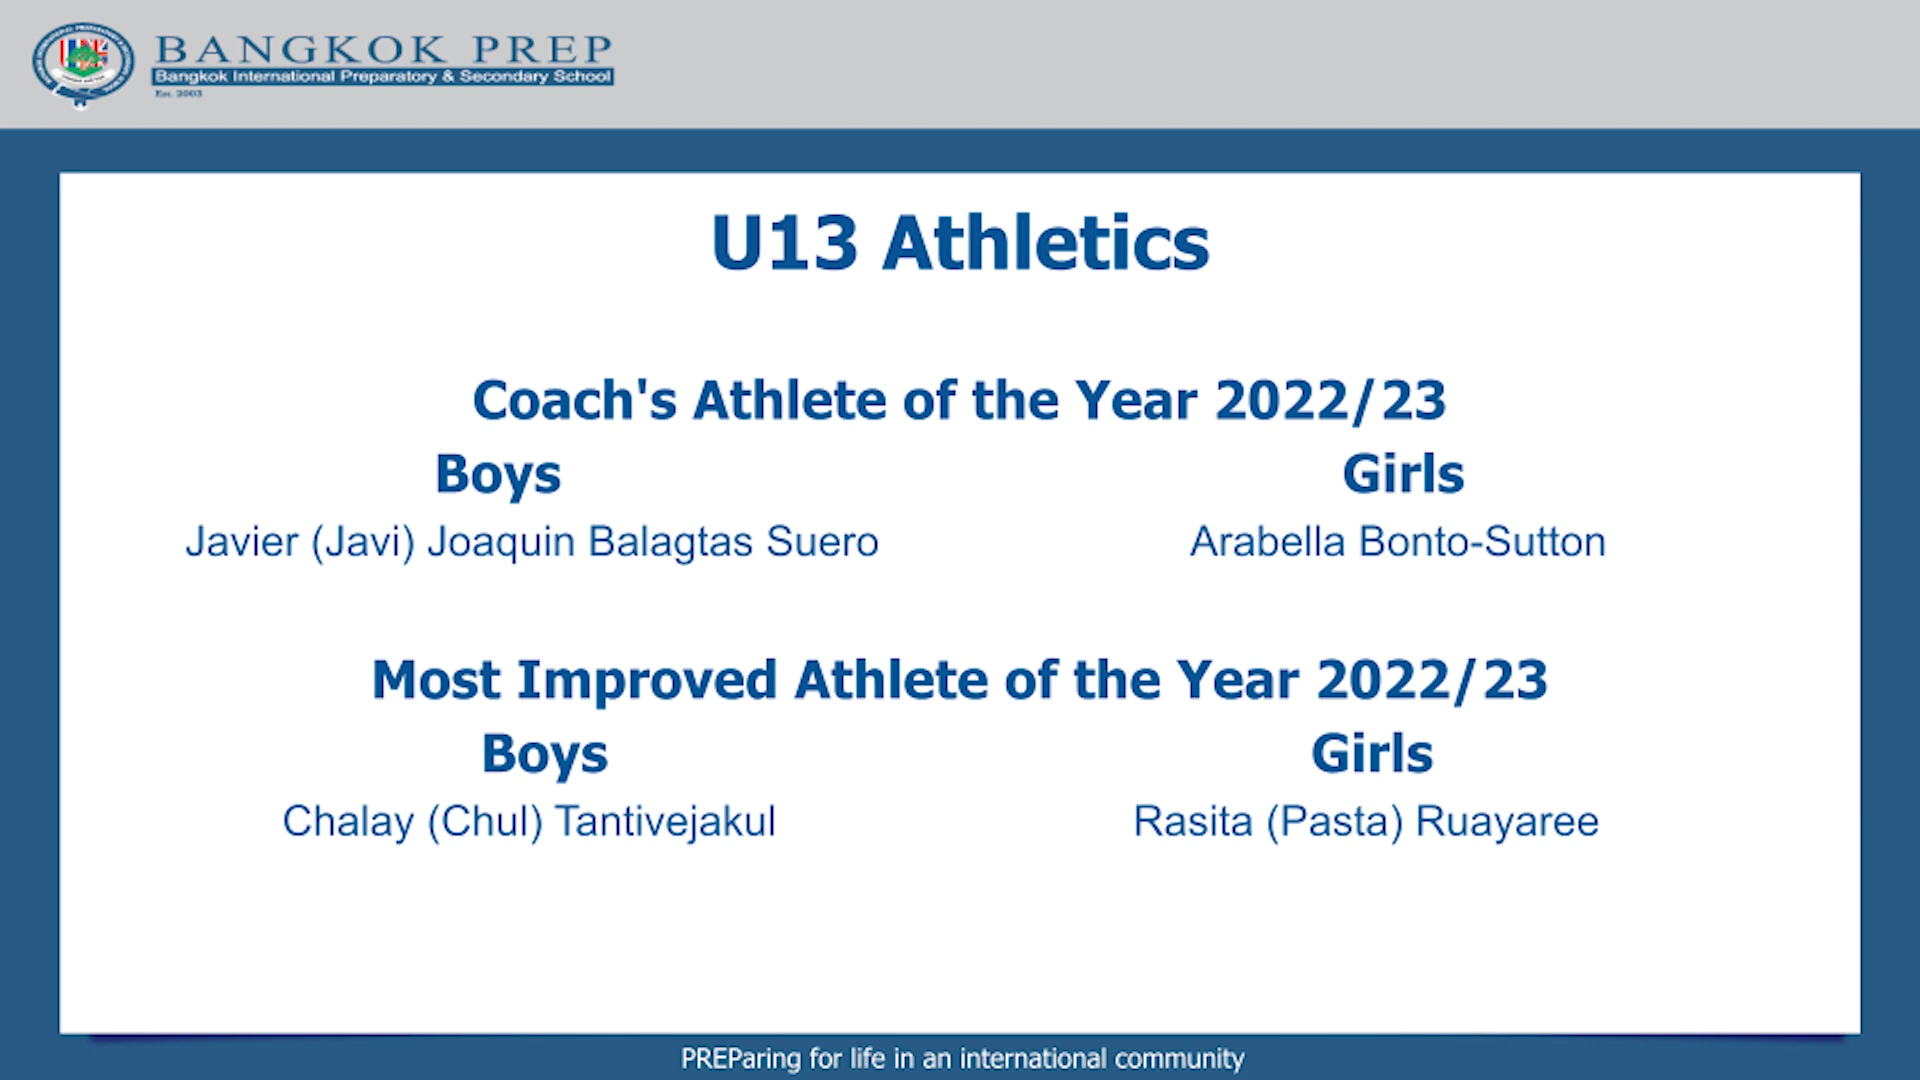 BANGKOK PREP
Bangkok International Preparatory & Secondary School
Est. 2003
U13 Athletics
Coach's Athlete of the Year 2022/23
Boys Girls
Javier (Javi) Joaquin Balagtas Suero Arabella Bonto-Sutton
Most Improved Athlete of the Year 2022/23
Boys Girls
Chalay (Chul) Tantivejakul Rasita (Pasta) Ruayaree
PREParing for life in an international community